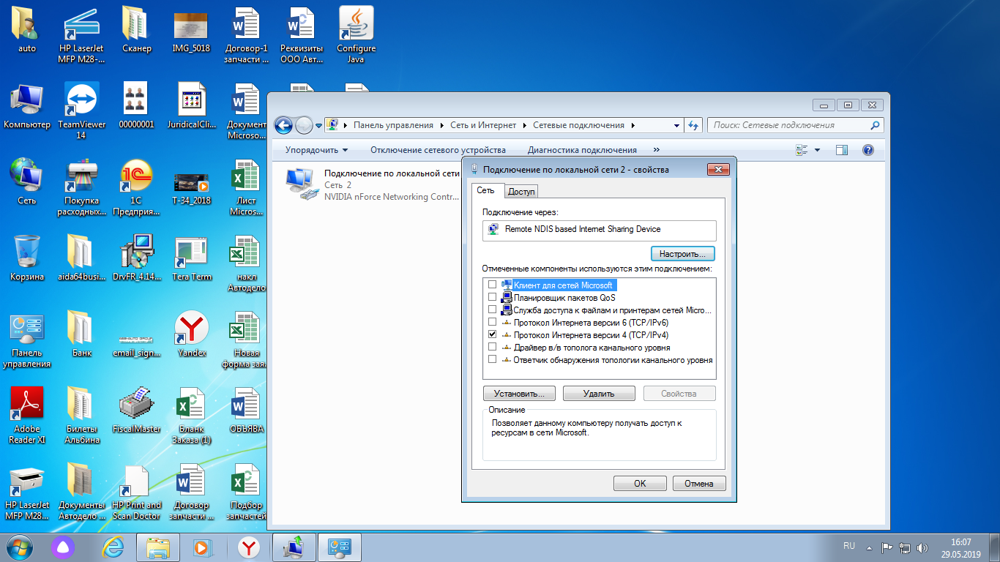 auto
HP LaserJet
MFP M28-...
Сканер
IMG_5018
Договор-1
запчасти ...
Реквизиты
ООО Авт...
Configure
Java
Компьютер
TeamViewer
14
00000001
JuridicalCli...
Документ
Microso...
Сеть
Покупка
расходных...
1С
Предприя...
T-34_2018
Лист
Micros...
Корзина
aida64busi...
DrvFR_4.14...
Tera Term
накл
Автодело
Панель
управления
Банк
email_sign...
Yandex
Новая
форма зая
Adobe
Reader XI
Билеты
Альбина
FiscalMaster
Бланк
Заказа (1)
ОБЪЯВА
HP LaserJet
MFP M28...
Документы
Автодело ...
HP Print and
Scan Doctor
Договор
запчасти ...
Подбор
запчастей
Панель управления
Сеть и Интернет
Сетевые подключения
Поиск: Сетевые подключения
Упорядочить
Отключение сетевого устройства
Диагностика подключения
»
Подключение по локальной сети
Сеть 2
NVIDIA nForce Networking Contr...
Подключение по локальной сети 2 - свойства
Сеть
Доступ
Подключение через:
Remote NDIS based Internet Sharing Device
Настроить...
Отмеченные компоненты используются этим подключением:
Клиент для сетей Microsoft
Планировщик пакетов QoS
Служба доступа к файлам и принтерам сетей Micro...
Протокол Интернета версии 6 (TCP/IPv6)
Протокол Интернета версии 4 (TCP/IPv4)
Драйвер в/в тополога канального уровня
Ответчик обнаружения топологии канального уровня
Установить...
Удалить
Свойства
Описание
Позволяет данному компьютеру получать доступ к
ресурсам в сети Microsoft.
OK
Отмена
RU
16:07
29.05.2019